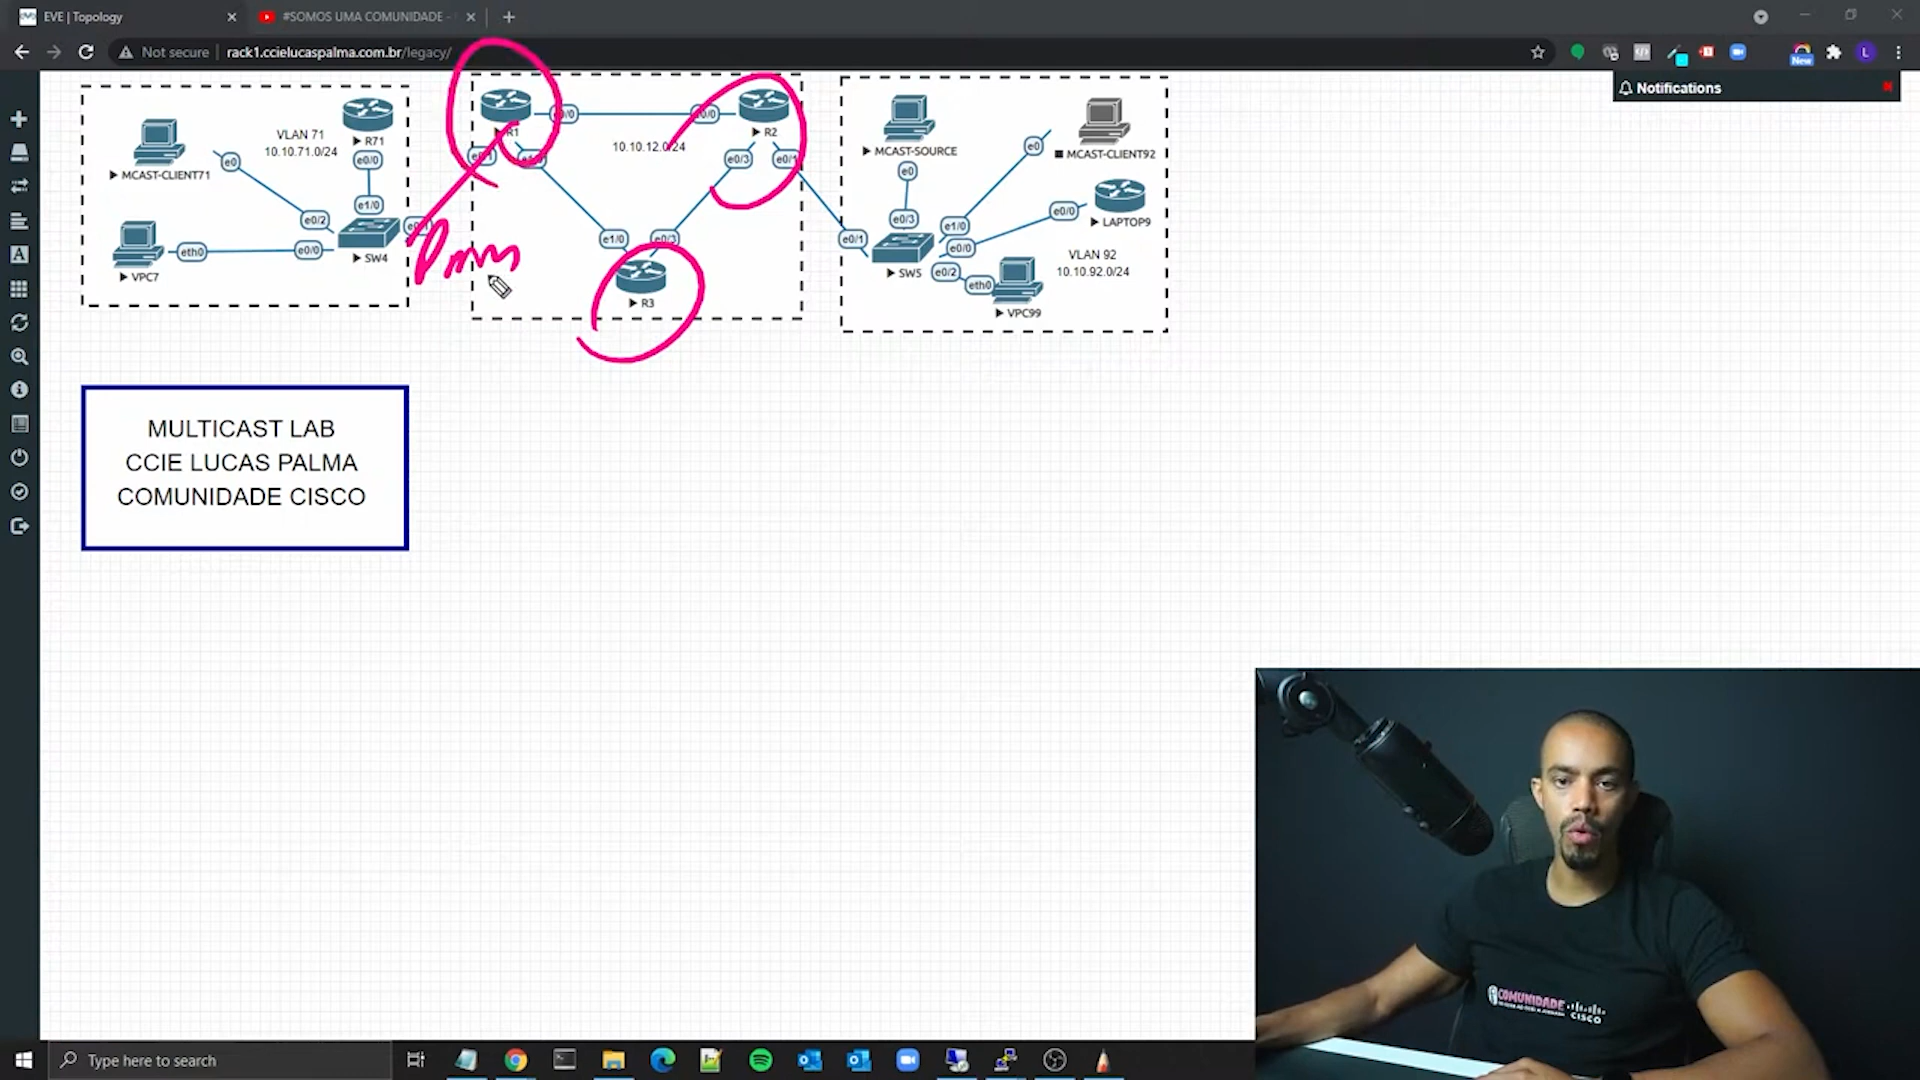 EVE | Topology
#SOMOS UMA COMUNIDADE -
Not secure
rack1.ccielucaspalma.com.br/legacy/
New
L
Notifications
VLAN 71
10.10.71.0/24
R71
e0/0
MCAST-CLIENT71
e0
e1/0
e0/2
SW4
eth0
e0/0
VPC7
R1
e0/0
e0/0
R2
10.10.12.0/24
e0/3
e1/0
e0/3
R3
MCAST-SOURCE
e0
MCAST-CLIENT92
e0
e0/3
e1/0
e0/0
LAPTOP9
e0/1
SW5
e0/0
e0/2
eth0
VPC99
VLAN 92
10.10.92.0/24
MULTICAST LAB
CCIE LUCAS PALMA
COMUNIDADE CISCO
COMUNIDADE
CISCO
Type here to search